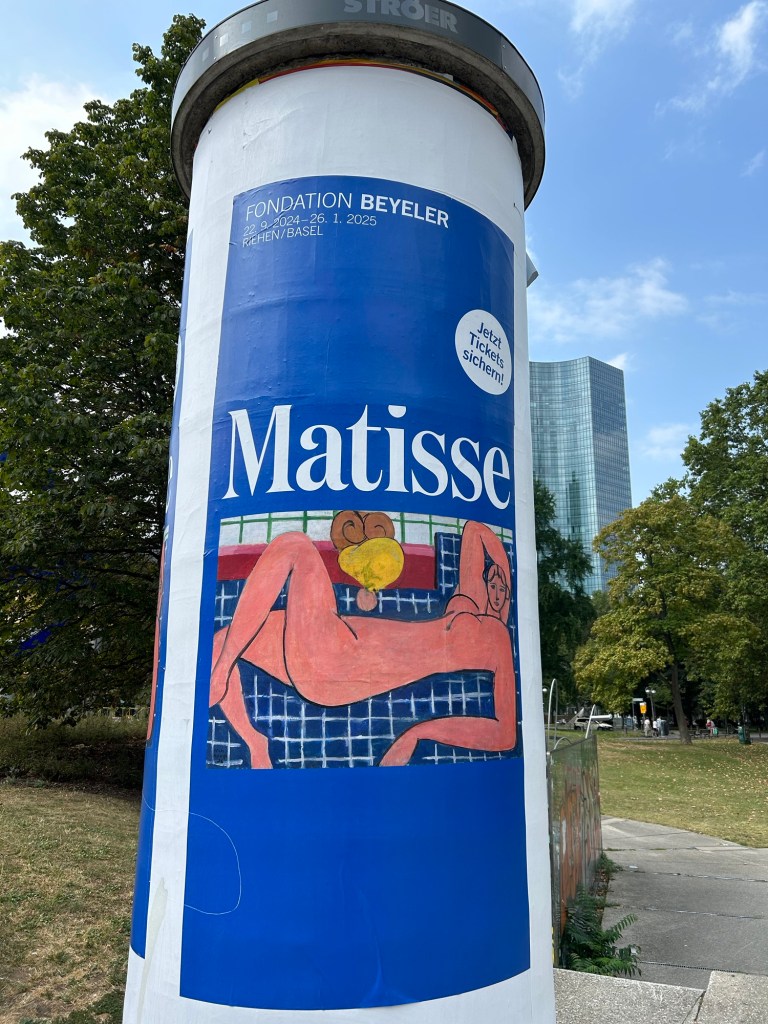 STRÖER
FONDATION BEYELER
22. 9. 2024 – 26. 1. 2025
RIEHEN / BASEL
Jetzt
Tickets
sichern!
Matisse